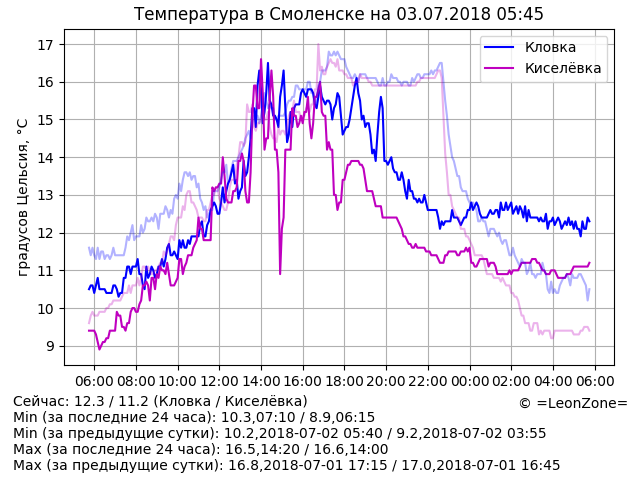 Температура в Смоленске на 03.07.2018 05:45
17
16
15
14
13
12
11
10
9
градусов Цельсия, °C
Кловка
Киселёвка
06:00 08:00 10:00 12:00 14:00 16:00 18:00 20:00 22:00 00:00 02:00 04:00 06:00
Сейчас: 12.3 / 11.2 (Кловка / Киселёвка)
© =LeonZone=
Min (за последние 24 часа): 10.3,07:10 / 8.9,06:15
Min (за предыдущие сутки): 10.2,2018-07-02 05:40 / 9.2,2018-07-02 03:55
Max (за последние 24 часа): 16.5,14:20 / 16.6,14:00
Max (за предыдущие сутки): 16.8,2018-07-01 17:15 / 17.0,2018-07-01 16:45